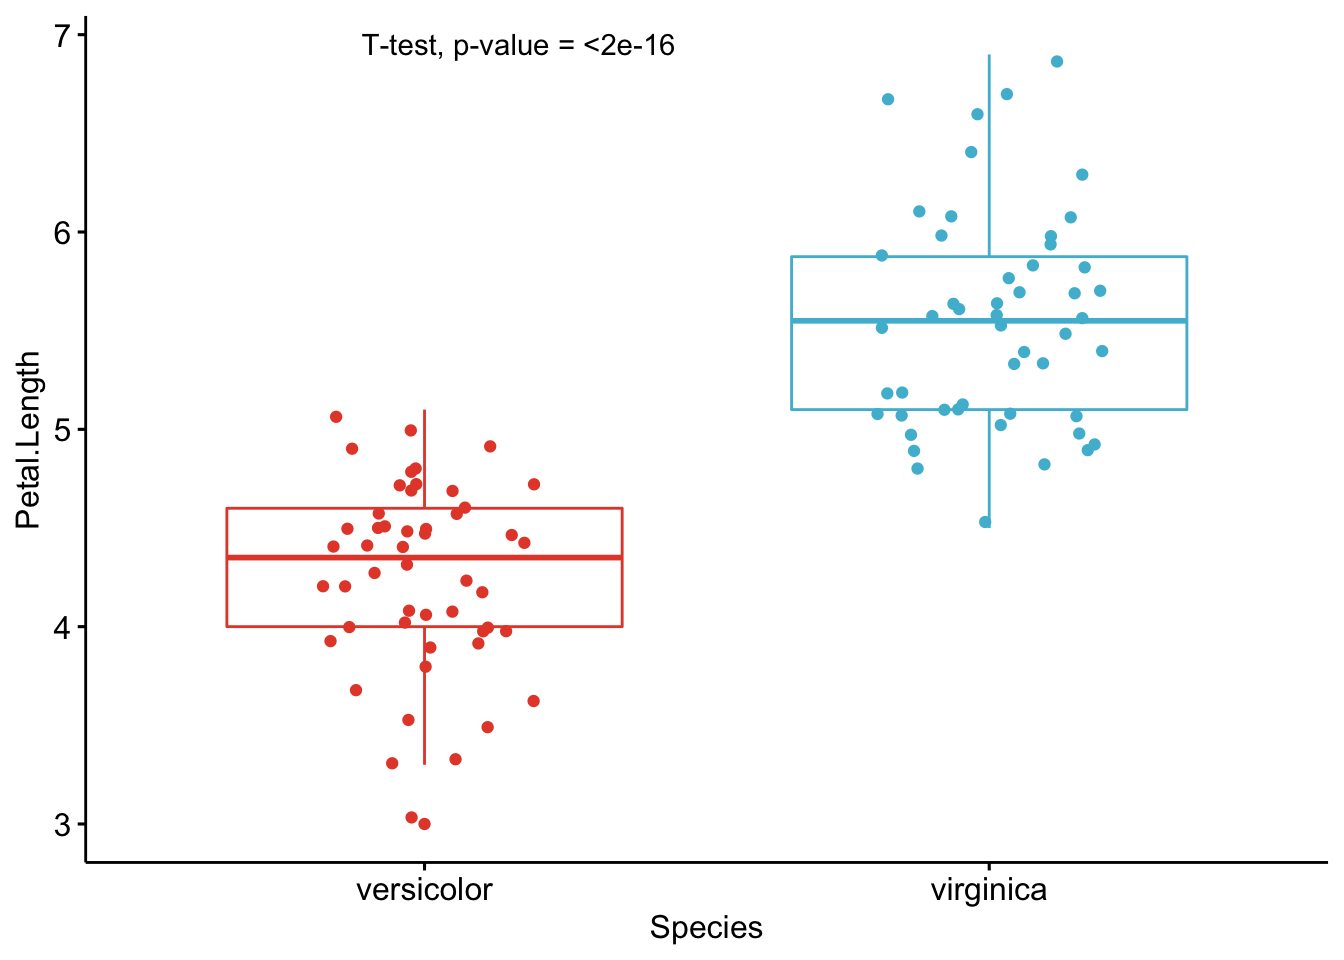 T-test, p-value = <2e-16
7
6
5
4
3
Petal.Length
versicolor virginica
Species